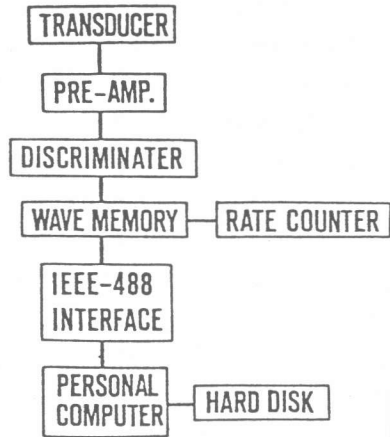 TRANSDUCER
PRE-AMP.
DISCRIMINATER
WAVE MEMORY
RATE COUNTER
IEEE-488
INTERFACE
PERSONAL
COMPUTER
HARD DISK